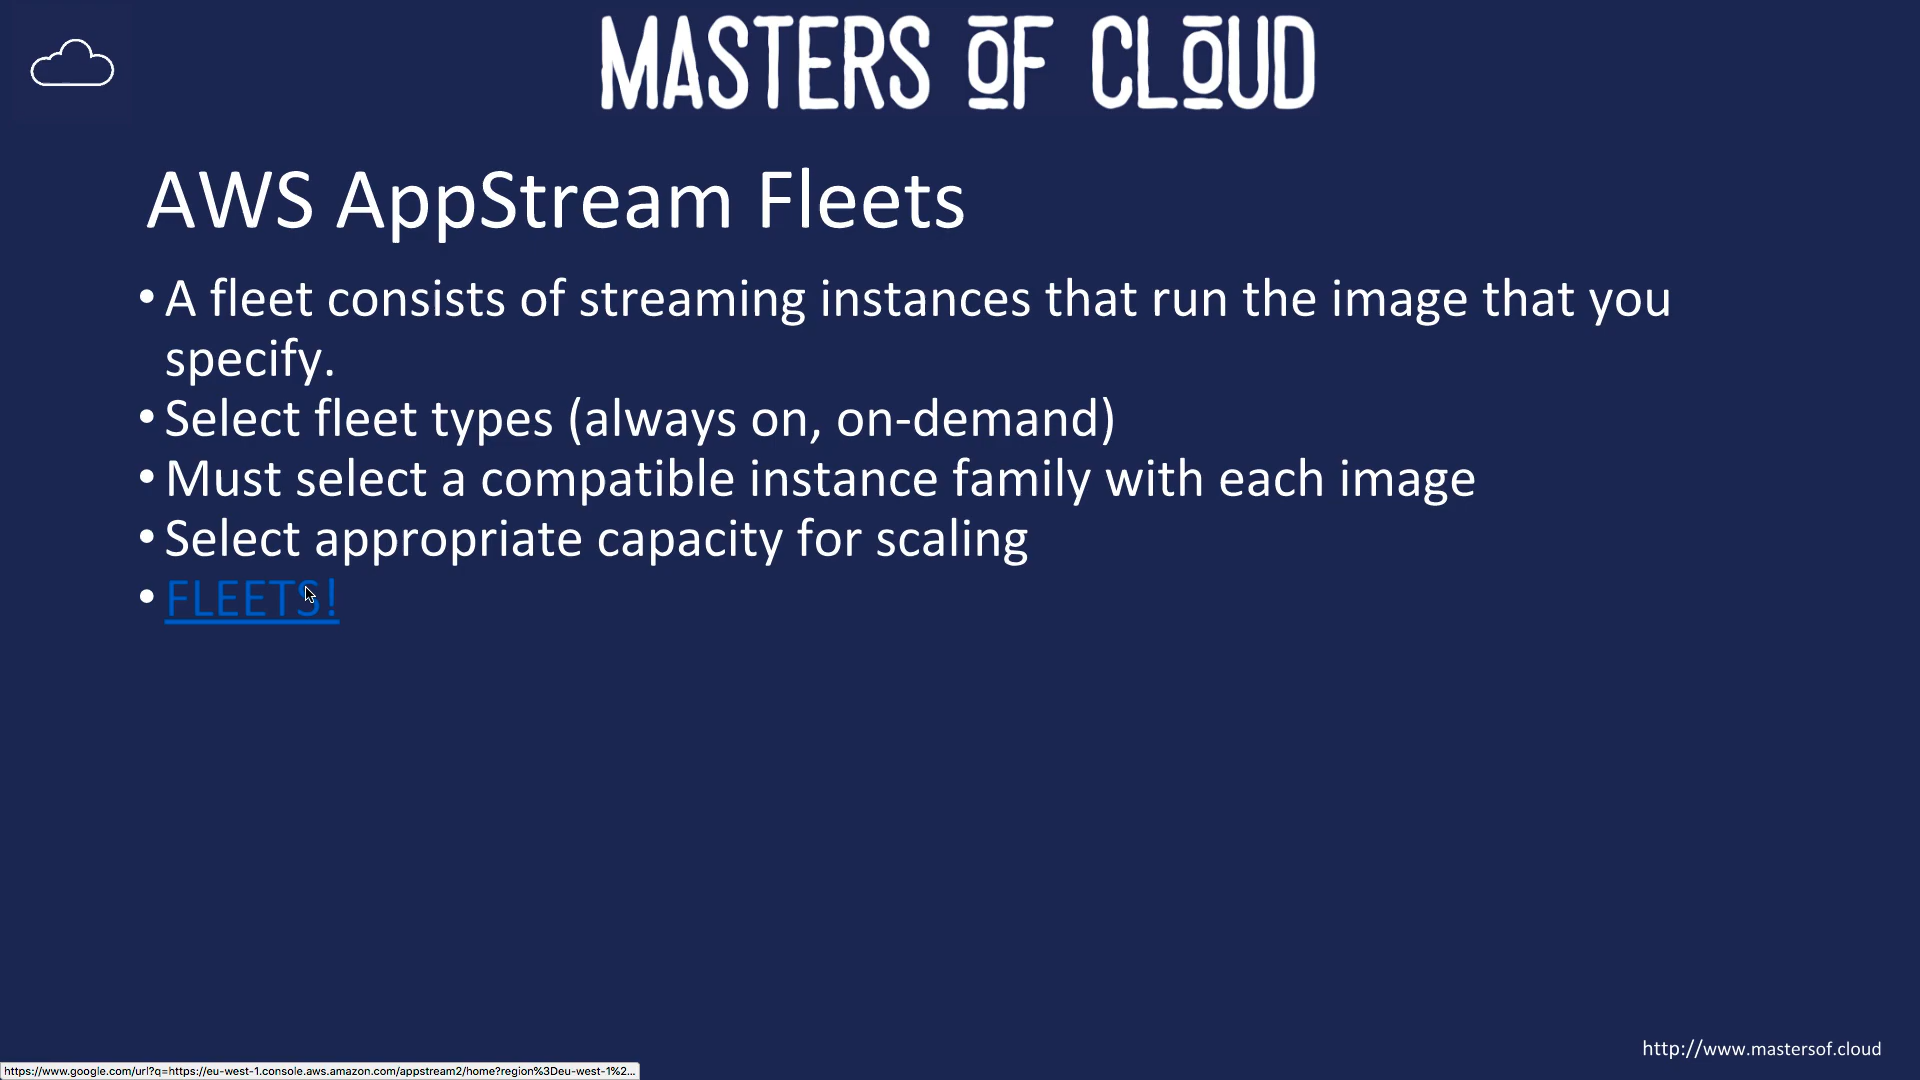 MASTERS OF CLOUD
AWS AppStream Fleets
• A fleet consists of streaming instances that run the image that you
specify.
• Select fleet types (always on, on-demand)
• Must select a compatible instance family with each image
• Select appropriate capacity for scaling
• FLEETS!
http://www.mastersof.cloud
https://www.google.com/url?q=https://eu-west-1.console.aws.amazon.com/appstream2/home?region%3Deu-west-1%2...